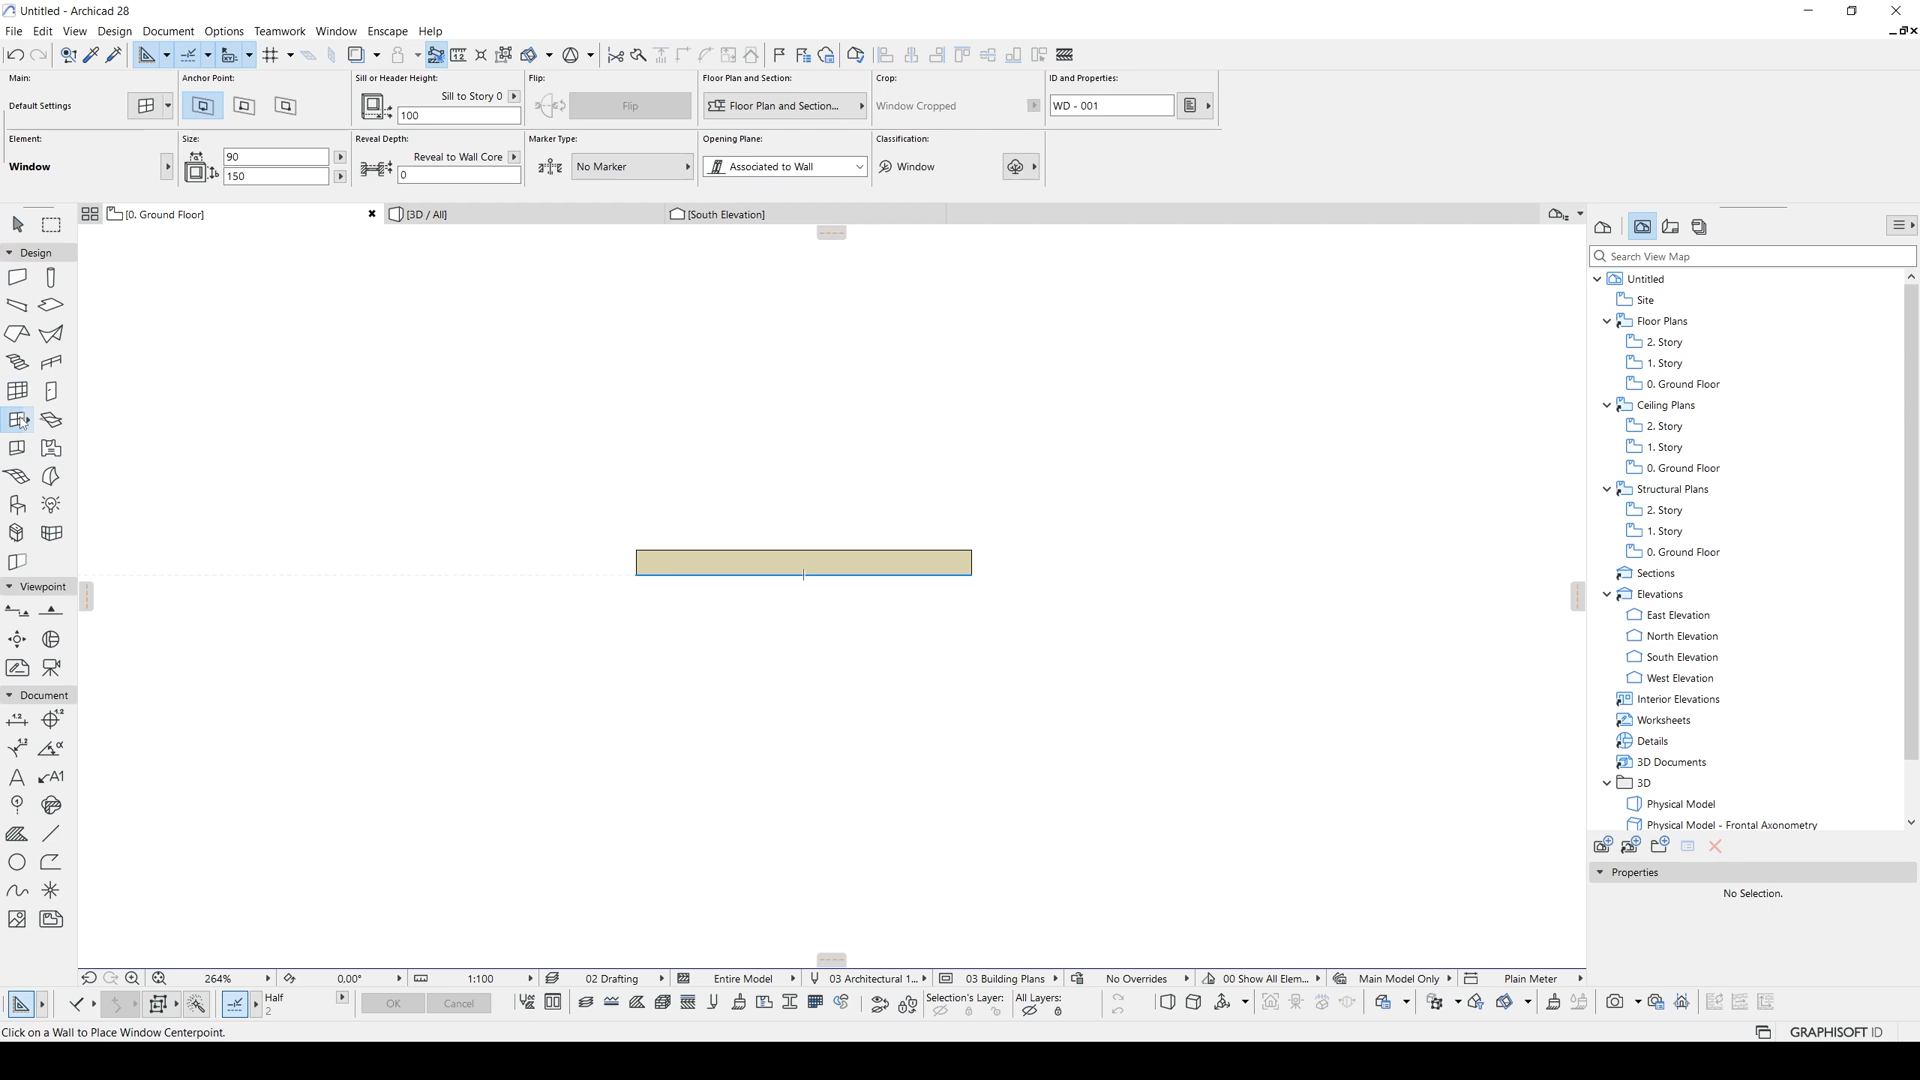 Untitled - Archicad 28
File Edit View Design Document Options Teamwork Window Escape Help
Main: Anchor Point: Sill or Header Height: Flip: Floor Plan and Section: Crop: ID and Properties:
Default Settings Sill to Story 0 Flip Floor Plan and Section... Window Cropped WD - 001
100
Element: Size: Reveal Depth: Marker Type: Opening Plane: Classification:
Window 90 Reveal to Wall Core No Marker Associated to Wall Window
150 0
[0. Ground Floor] [3D / All] [South Elevation]
Design
Viewpoint
Document
Search View Map
Untitled
Site
Floor Plans
2. Story
1. Story
0. Ground Floor
Ceiling Plans
2. Story
1. Story
0. Ground Floor
Structural Plans
2. Story
1. Story
0. Ground Floor
Sections
Elevations
East Elevation
North Elevation
South Elevation
West Elevation
Interior Elevations
Worksheets
Details
3D Documents
3D
Physical Model
Physical Model - Frontal Axonometry
Properties
No Selection.
264% 0.00° 1:100 02 Drafting Entire Model 03 Architectural 1... 03 Building Plans No Overrides 00 Show All Elem... Main Model Only Plain Meter
Half
2
OK Cancel
Selection's Layer: All Layers:
Click on a Wall to Place Window Centerpoint.
GRAPHISOFT ID